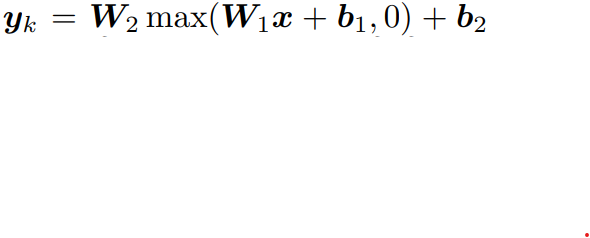 y_k = W_2 max(W_1 x + b_1, 0) + b_2